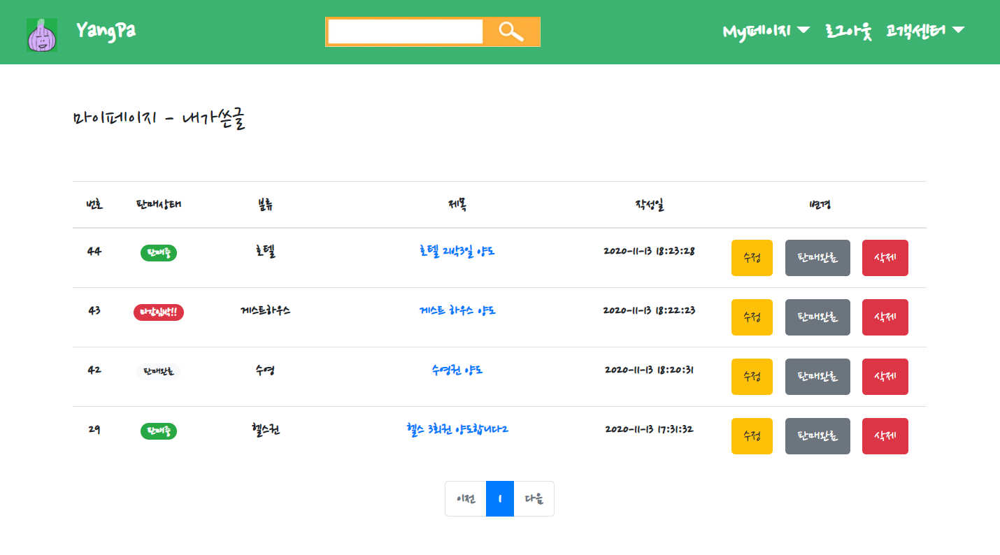 YangPa
My페이지 로그아웃 고객센터
마이페이지 - 내가쓴글
번호 판매상태 분류 제목 작성일 변경
44 판매중 호텔 호텔 2박3일 양도 2020-11-13 18:23:28 수정 판매완료 삭제
43 마감임박!! 게스트하우스 게스트 하우스 양도 2020-11-13 18:22:23 수정 판매완료 삭제
42 판매완료 수영 수영권 양도 2020-11-13 18:20:31 수정 판매완료 삭제
29 판매중 헬스권 헬스 3회권 양도합니다2 2020-11-13 17:31:32 수정 판매완료 삭제
이전 1 다음